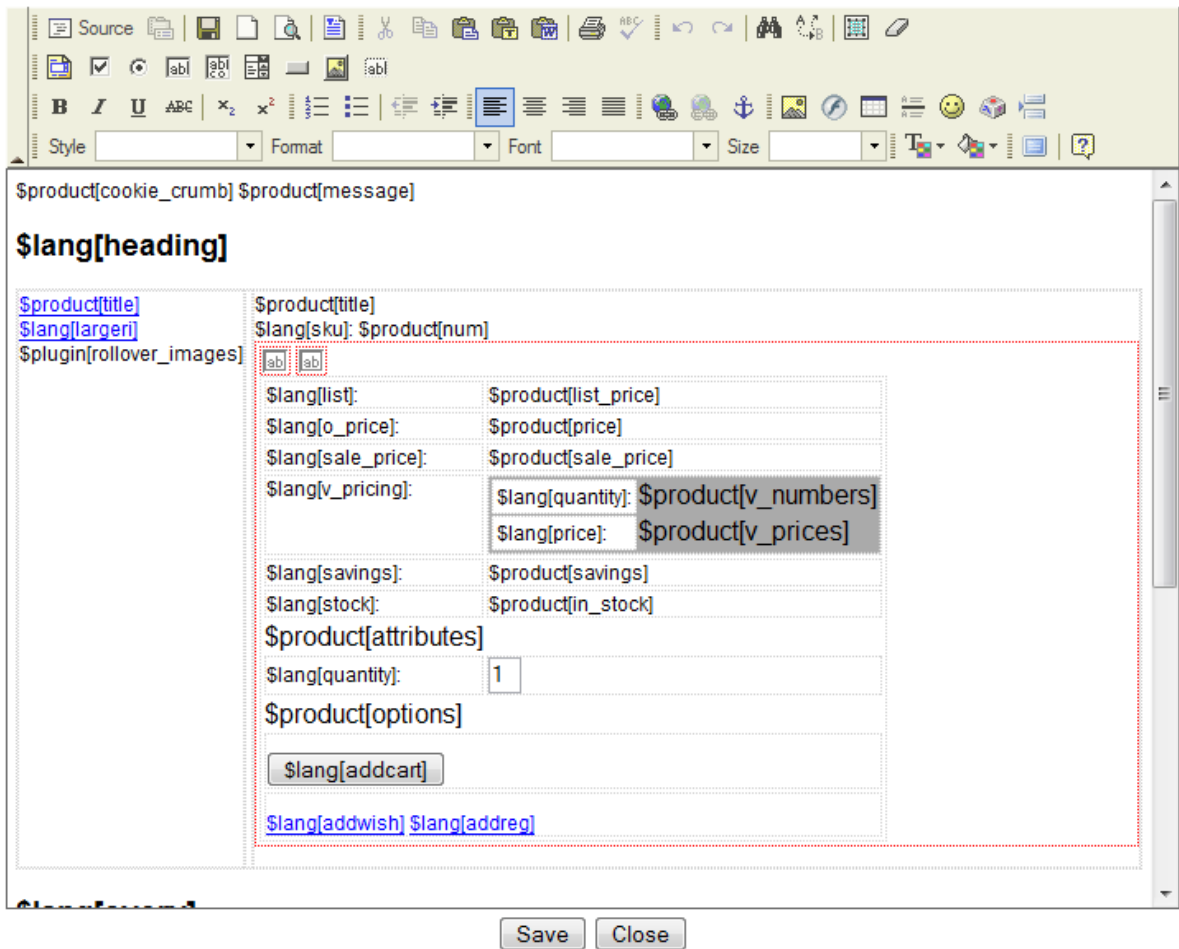 Source
B I U ABC x₂ x²
Style Format Font Size
$product[cookie_crumb] $product[message]
$lang[heading]
$product[title] $product[title]
$lang[largeri] $lang[sku]: $product[num]
$plugin[rollover_images]
$lang[list]: $product[list_price]
$lang[o_price]: $product[price]
$lang[sale_price]: $product[sale_price]
$lang[v_pricing]: $lang[quantity]: $product[v_numbers]
$lang[price]: $product[v_prices]
$lang[savings]: $product[savings]
$lang[stock]: $product[in_stock]
$product[attributes]
$lang[quantity]: 1
$product[options]
$lang[addcart]
$lang[addwish] $lang[addreg]
Save Close